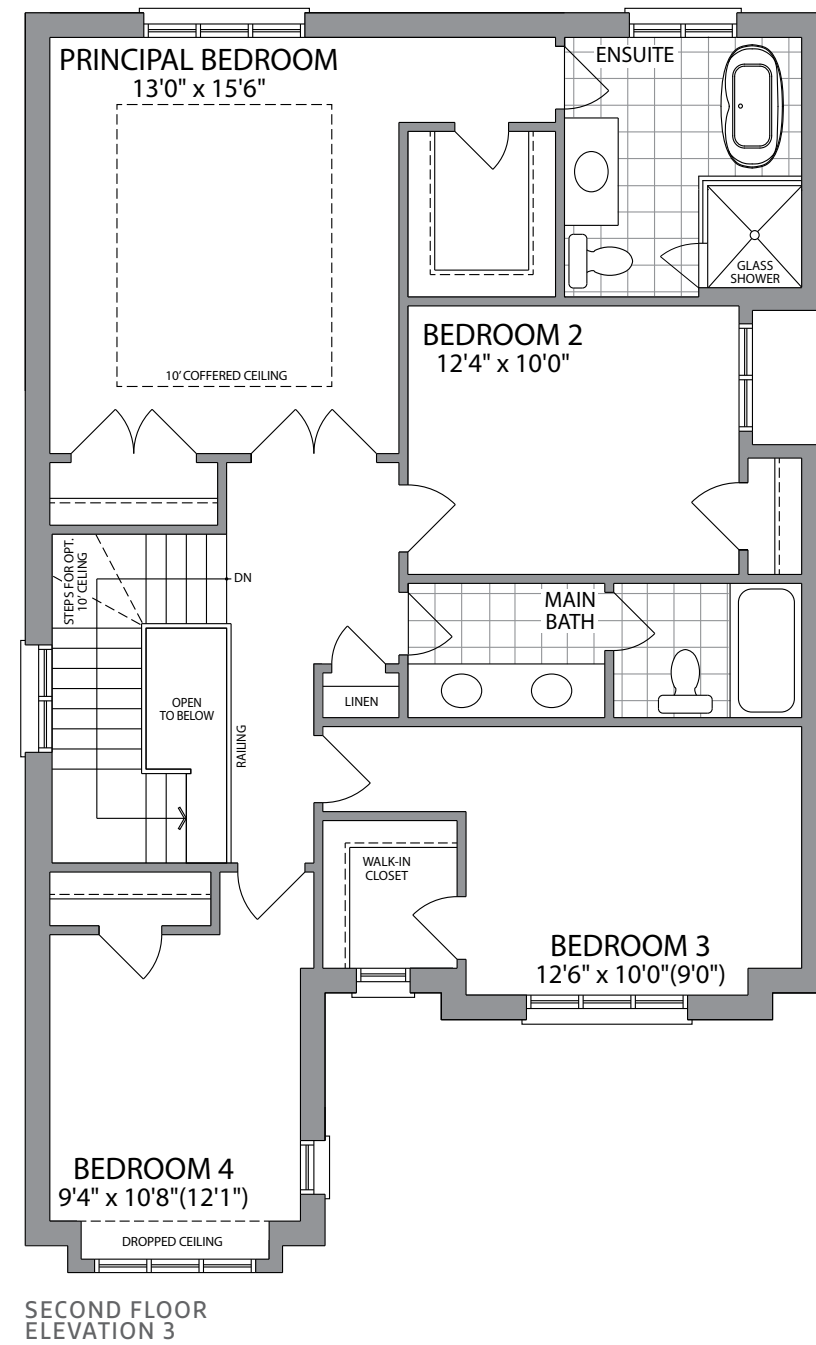 PRINCIPAL BEDROOM
13'0" x 15'6"
ENSUITE
GLASS
SHOWER
10' COFFERED CEILING
BEDROOM 2
12'4" x 10'0"
STEPS FOR OPT.
10' CELING
DN
MAIN
BATH
LINEN
OPEN
TO BELOW
RAILING
WALK-IN
CLOSET
BEDROOM 3
12'6" x 10'0"(9'0")
BEDROOM 4
9'4" x 10'8"(12'1")
DROPPED CEILING
SECOND FLOOR
ELEVATION 3